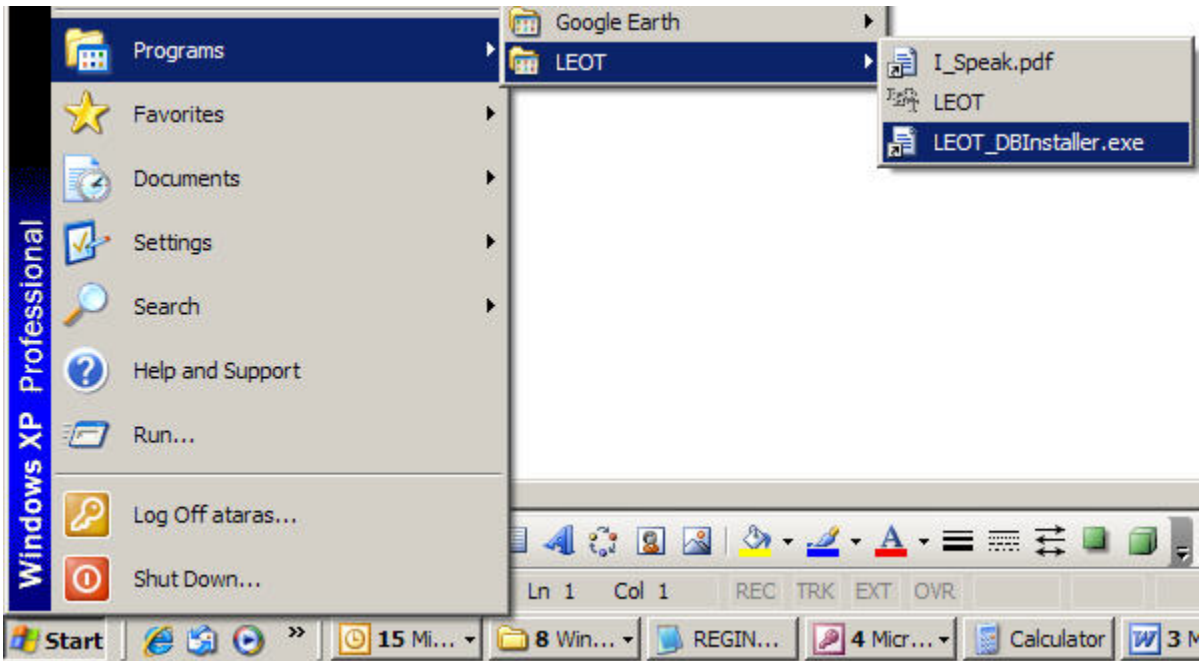 Google Earth
Programs
LEOT
I_Speak.pdf
LEOT
Favorites
LEOT_DBInstaller.exe
Documents
Settings
Search
Help and Support
Run...
Log Off ataras...
Shut Down...
Windows XP Professional
A
A
Ln 1 Col 1 REC TRK EXT OVR
Start » 15 Mi... 8 Win... REGIN... 4 Micr... Calculator 3 M